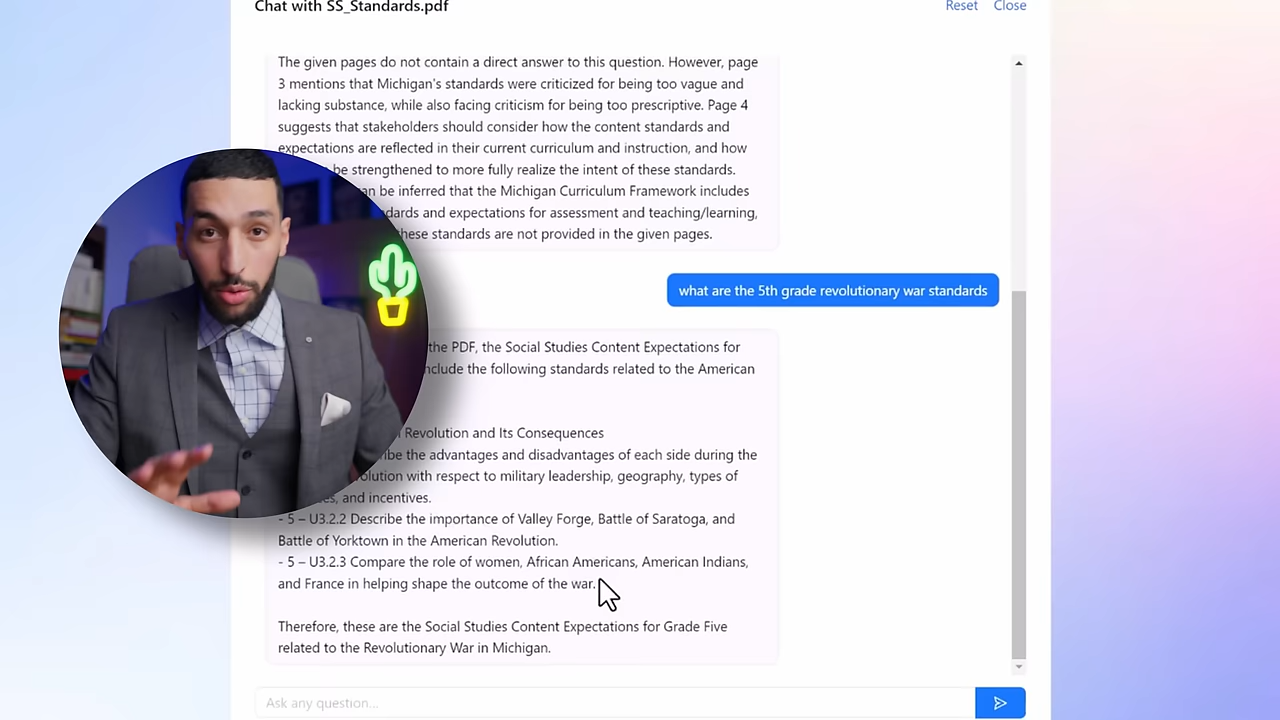 Chat with SS_Standards.pdf
Reset Close
The given pages do not contain a direct answer to this question. However, page
3 mentions that Michigan's standards were criticized for being too vague and
lacking substance, while also facing criticism for being too prescriptive. Page 4
suggests that stakeholders should consider how the content standards and
expectations are reflected in their current curriculum and instruction, and how
be strengthened to more fully realize the intent of these standards.
an be inferred that the Michigan Curriculum Framework includes
dards and expectations for assessment and teaching/learning,
hese standards are not provided in the given pages.
what are the 5th grade revolutionary war standards
the PDF, the Social Studies Content Expectations for
nclude the following standards related to the American
Revolution and Its Consequences
ibe the advantages and disadvantages of each side during the
olution with respect to military leadership, geography, types of
es, and incentives.
- 5 – U3.2.2 Describe the importance of Valley Forge, Battle of Saratoga, and
Battle of Yorktown in the American Revolution.
- 5 – U3.2.3 Compare the role of women, African Americans, American Indians,
and France in helping shape the outcome of the war.
Therefore, these are the Social Studies Content Expectations for Grade Five
related to the Revolutionary War in Michigan.
Ask any question...